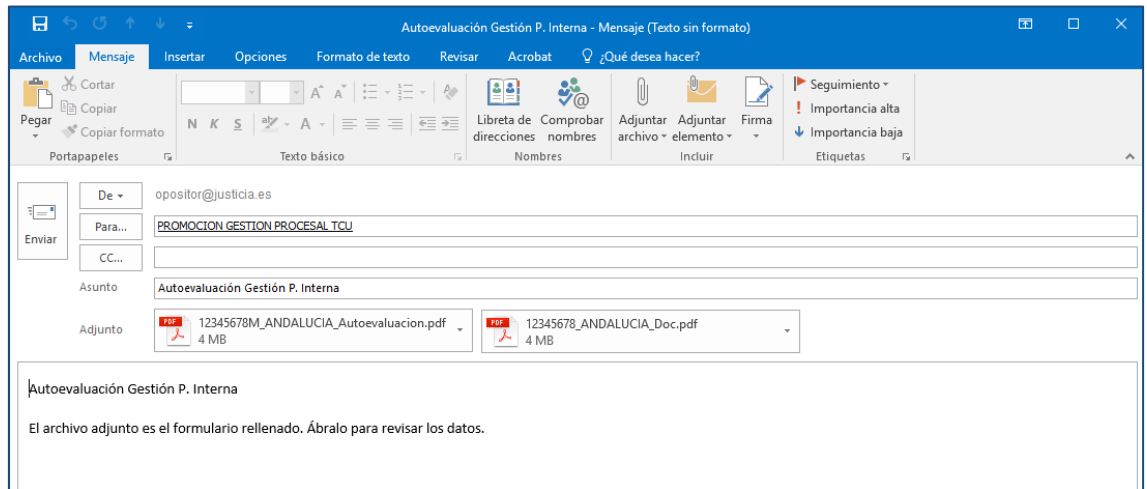 Autoevaluación Gestión P. Interna - Mensaje (Texto sin formato)
Archivo Mensaje Insertar Opciones Formato de texto Revisar Acrobat ¿Qué desea hacer?
Pegar
Cortar
Copiar
Copiar formato
Portapapeles
N K S
Texto básico
Libreta de direcciones
Comprobar nombres
Nombres
Adjuntar archivo
Adjuntar elemento
Firma
Incluir
Seguimiento
Importancia alta
Importancia baja
Etiquetas
Enviar
De opositor@justicia.es
Para... PROMOCION GESTION PROCESAL TCU
CC...
Asunto Autoevaluación Gestión P. Interna
Adjunto
PDF 12345678M_ANDALUCIA_Autoevaluacion.pdf
4 MB
PDF 12345678_ANDALUCIA_Doc.pdf
4 MB
Autoevaluación Gestión P. Interna
El archivo adjunto es el formulario rellenado. Ábralo para revisar los datos.